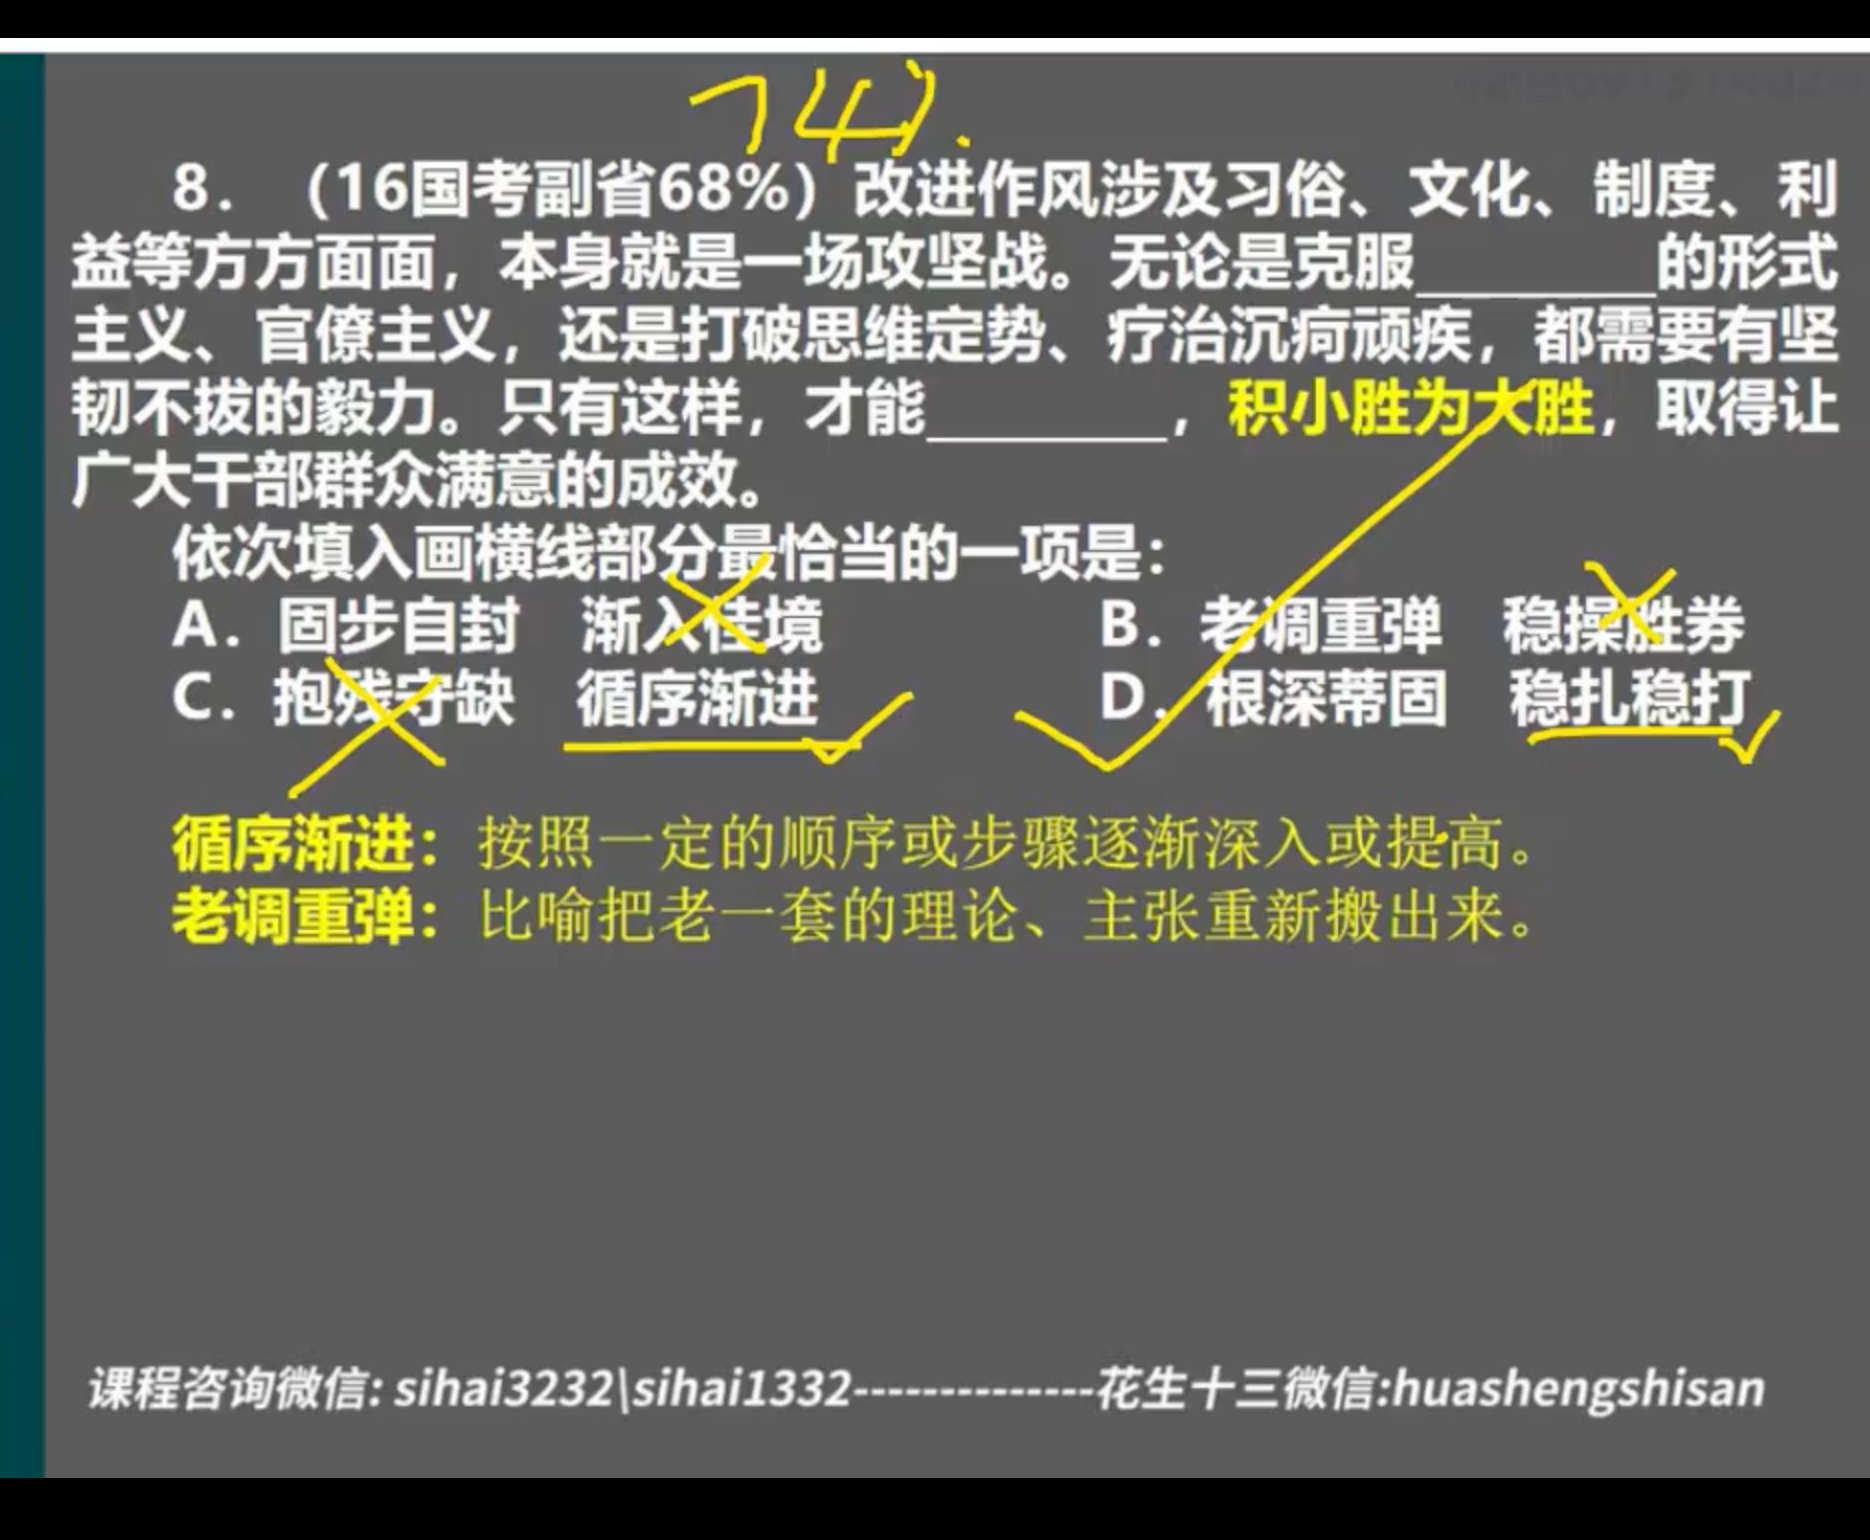 74%.
8. （16国考副省68%）改进作风涉及习俗、文化、制度、利
益等方方面面，本身就是一场攻坚战。无论是克服________的形式
主义、官僚主义，还是打破思维定势、疗治沉疴顽疾，都需要有坚
韧不拔的毅力。只有这样，才能________，积小胜为大胜，取得让
广大干部群众满意的成效。
依次填入画横线部分最恰当的一项是：
A. 固步自封 渐入佳境 B. 老调重弹 稳操胜券
C. 抱残守缺 循序渐进 D. 根深蒂固 稳扎稳打
循序渐进：按照一定的顺序或步骤逐渐深入或提高。
老调重弹：比喻把老一套的理论、主张重新搬出来。
课程咨询微信: sihai3232\sihai1332--------------花生十三微信:huashengshisan